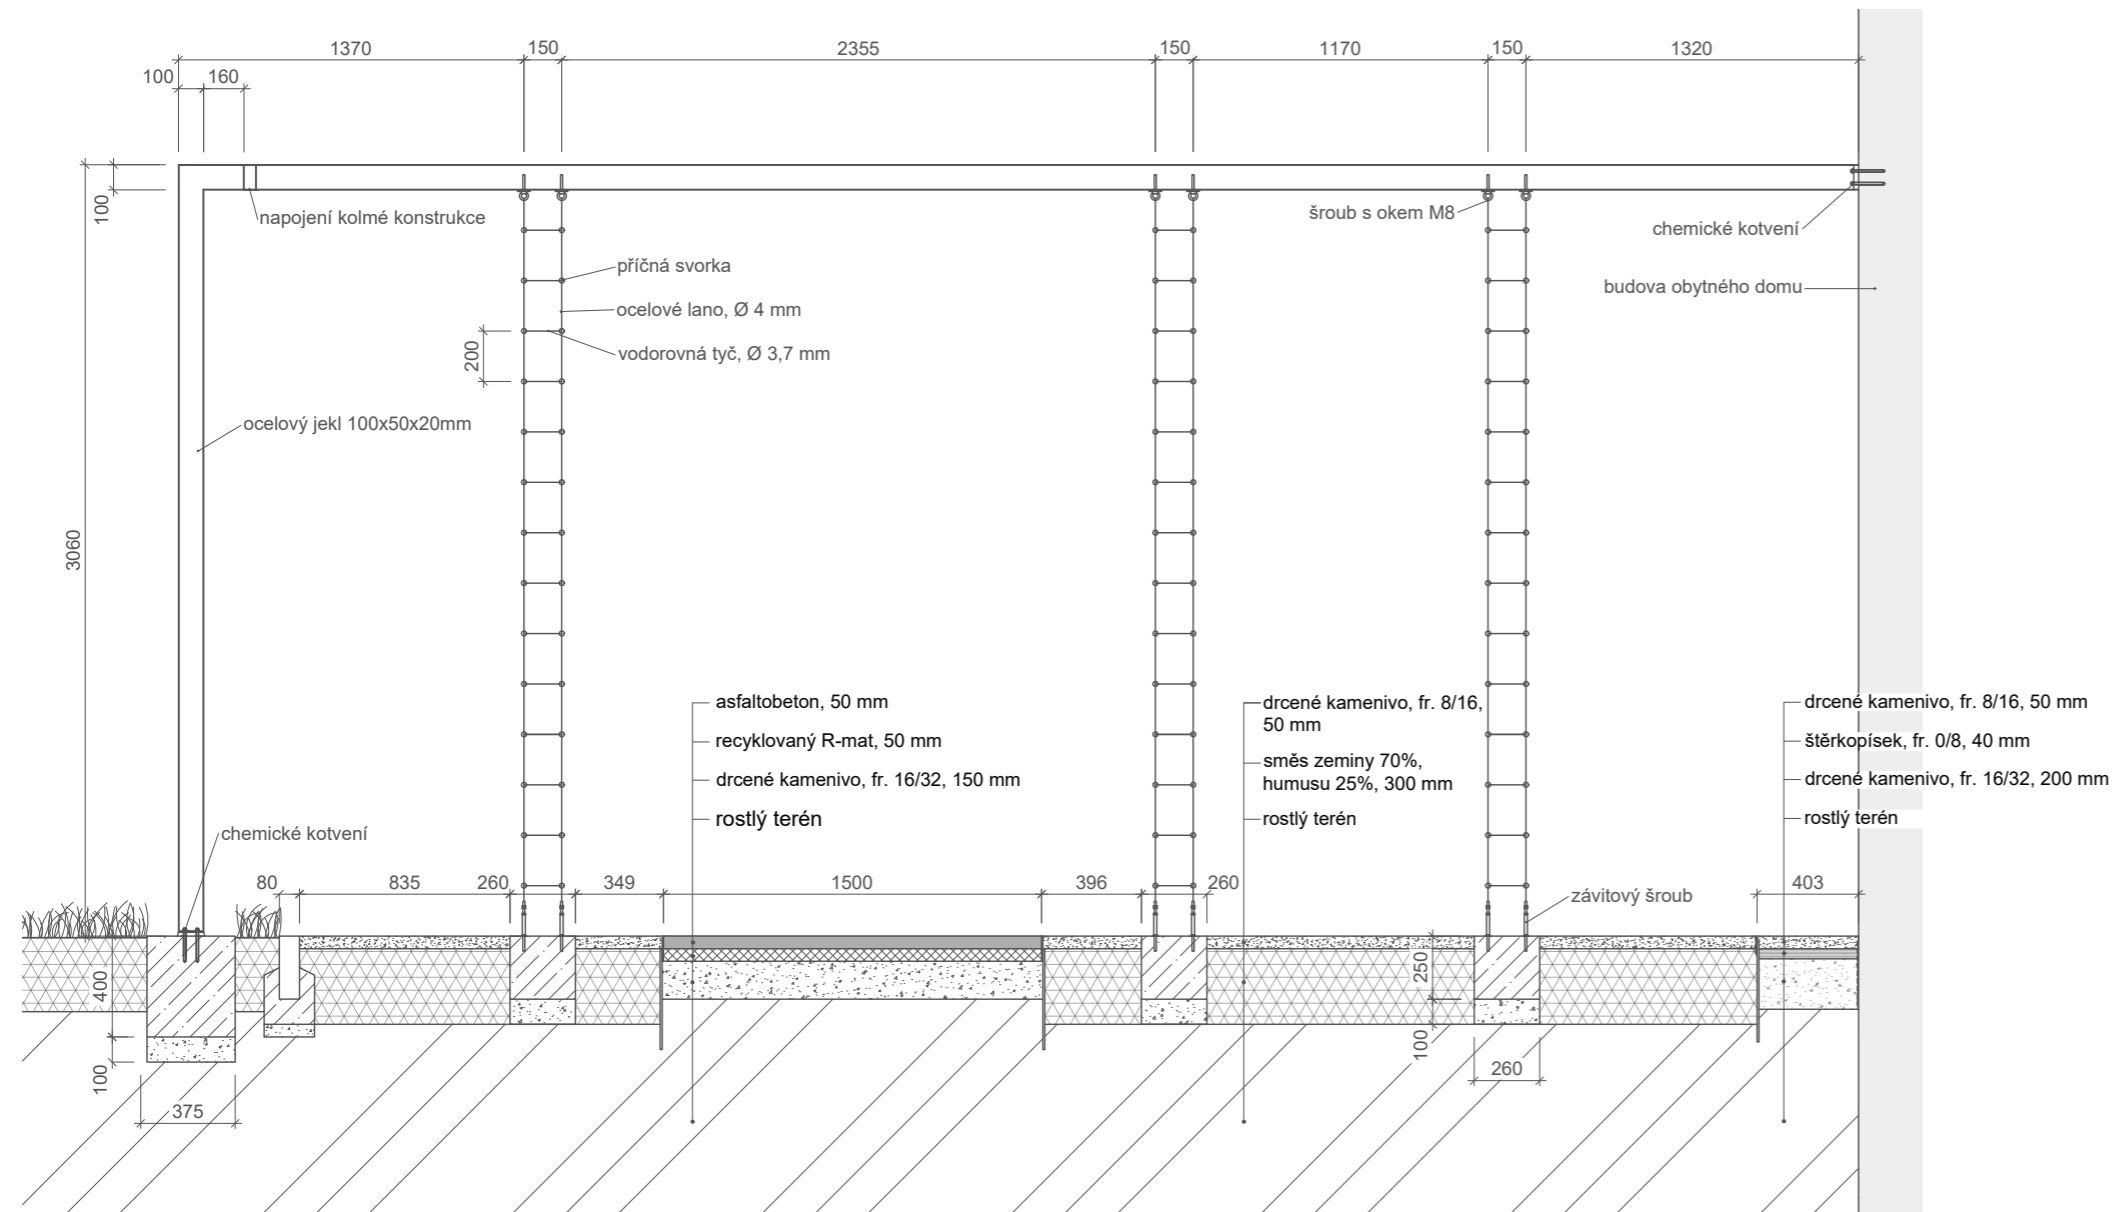 1370
150
2355
150
1170
150
1320
100
160
100
napojení kolmé konstrukce
šroub s okem M8
chemické kotvení
příčná svorka
budova obytného domu
ocelové lano, Ø 4 mm
200
vodorovná tyč, Ø 3,7 mm
ocelový jekl 100x50x20mm
3060
asfaltobeton, 50 mm
recyklovaný R-mat, 50 mm
drcené kamenivo, fr. 16/32, 150 mm
rostlý terén
drcené kamenivo, fr. 8/16,
50 mm
směs zeminy 70%,
humusu 25%, 300 mm
rostlý terén
drcené kamenivo, fr. 8/16, 50 mm
štěrkopísek, fr. 0/8, 40 mm
drcené kamenivo, fr. 16/32, 200 mm
rostlý terén
chemické kotvení
80
835
260
349
1500
396
260
závitový šroub
403
400
250
100
100
260
375